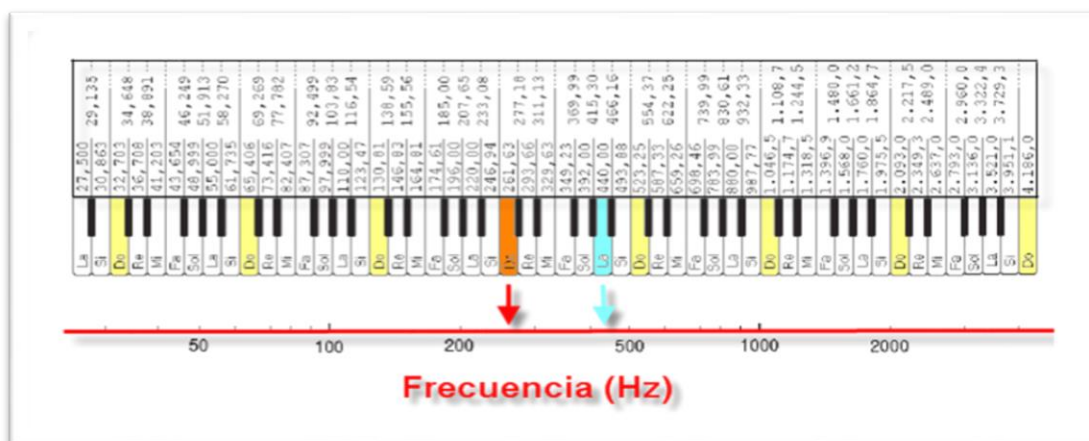 29,135 34,648 38,891 46,249 51,913 58,270 69,269 77,782 92,499 103,83 116,54 138,59 155,56 185,00 207,65 233,08 277,18 311,13 369,99 415,30 466,16 554,37 622,25 739,99 830,61 932,33 1.108,7 1.244,5 1.480,0 1.661,2 1.864,7 2.217,5 2.489,0 2.960,0 3.322,4 3.729,3
27,500 30,863 32,703 36,708 41,203 43,654 48,999 55,000 61,735 65,406 73,416 82,407 87,307 97,999 110,00 123,47 130,81 146,83 164,81 174,61 196,00 220,00 246,94 261,63 293,66 329,63 349,23 392,00 440,00 493,88 523,25 587,33 659,26 698,46 783,99 880,00 987,77 1.046,5 1.174,7 1.318,5 1.396,9 1.568,0 1.760,0 1.975,5 2.093,0 2.349,3 2.637,0 2.793,0 3.136,0 3.521,0 3.951,1 4.186,0
La Si Do Re Mi Fa Sol La Si Do Re Mi Fa Sol La Si Do Re Mi Fa Sol La Si Do Re Mi Fa Sol La Si Do Re Mi Fa Sol La Si Do Re Mi Fa Sol La Si Do Re Mi Fa Sol La Si Do
50 100 200 500 1000 2000
Frecuencia (Hz)